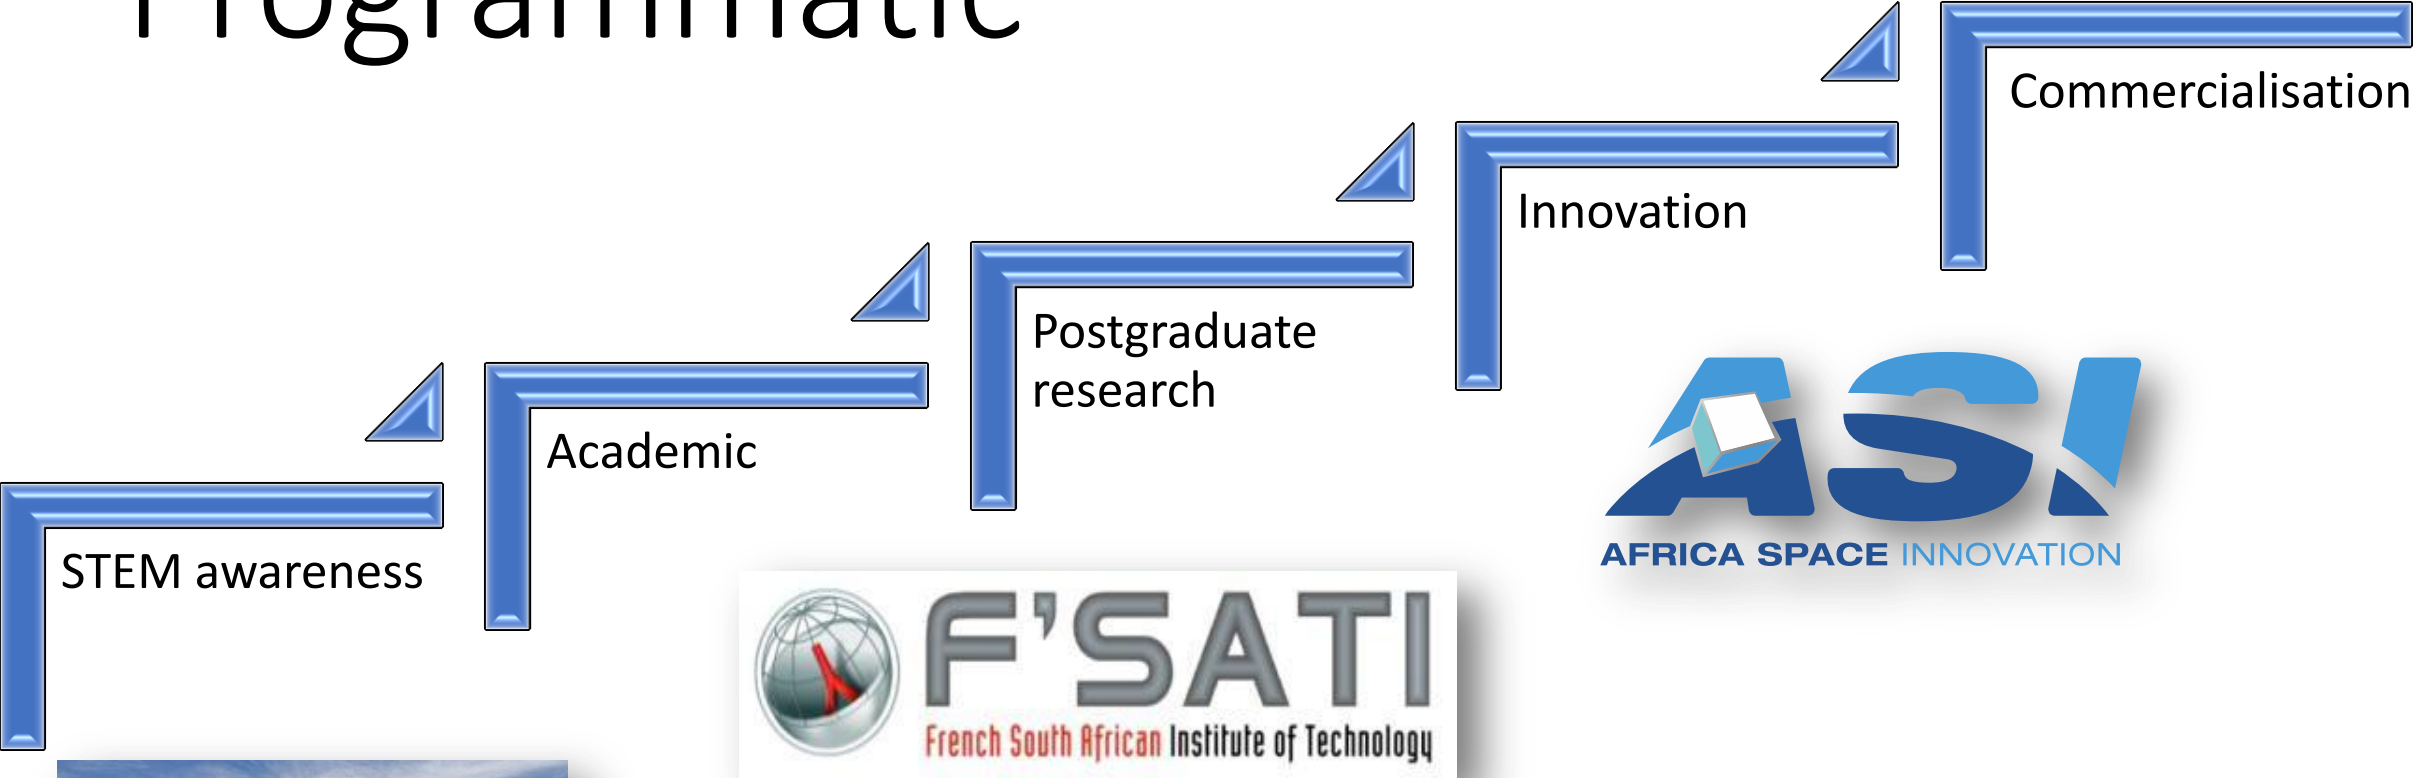 Programmatic
Commercialisation
Innovation
Postgraduate
research
Academic
STEM awareness
ASI
AFRICA SPACE INNOVATION
F'SATI
French South African Institute of Technology